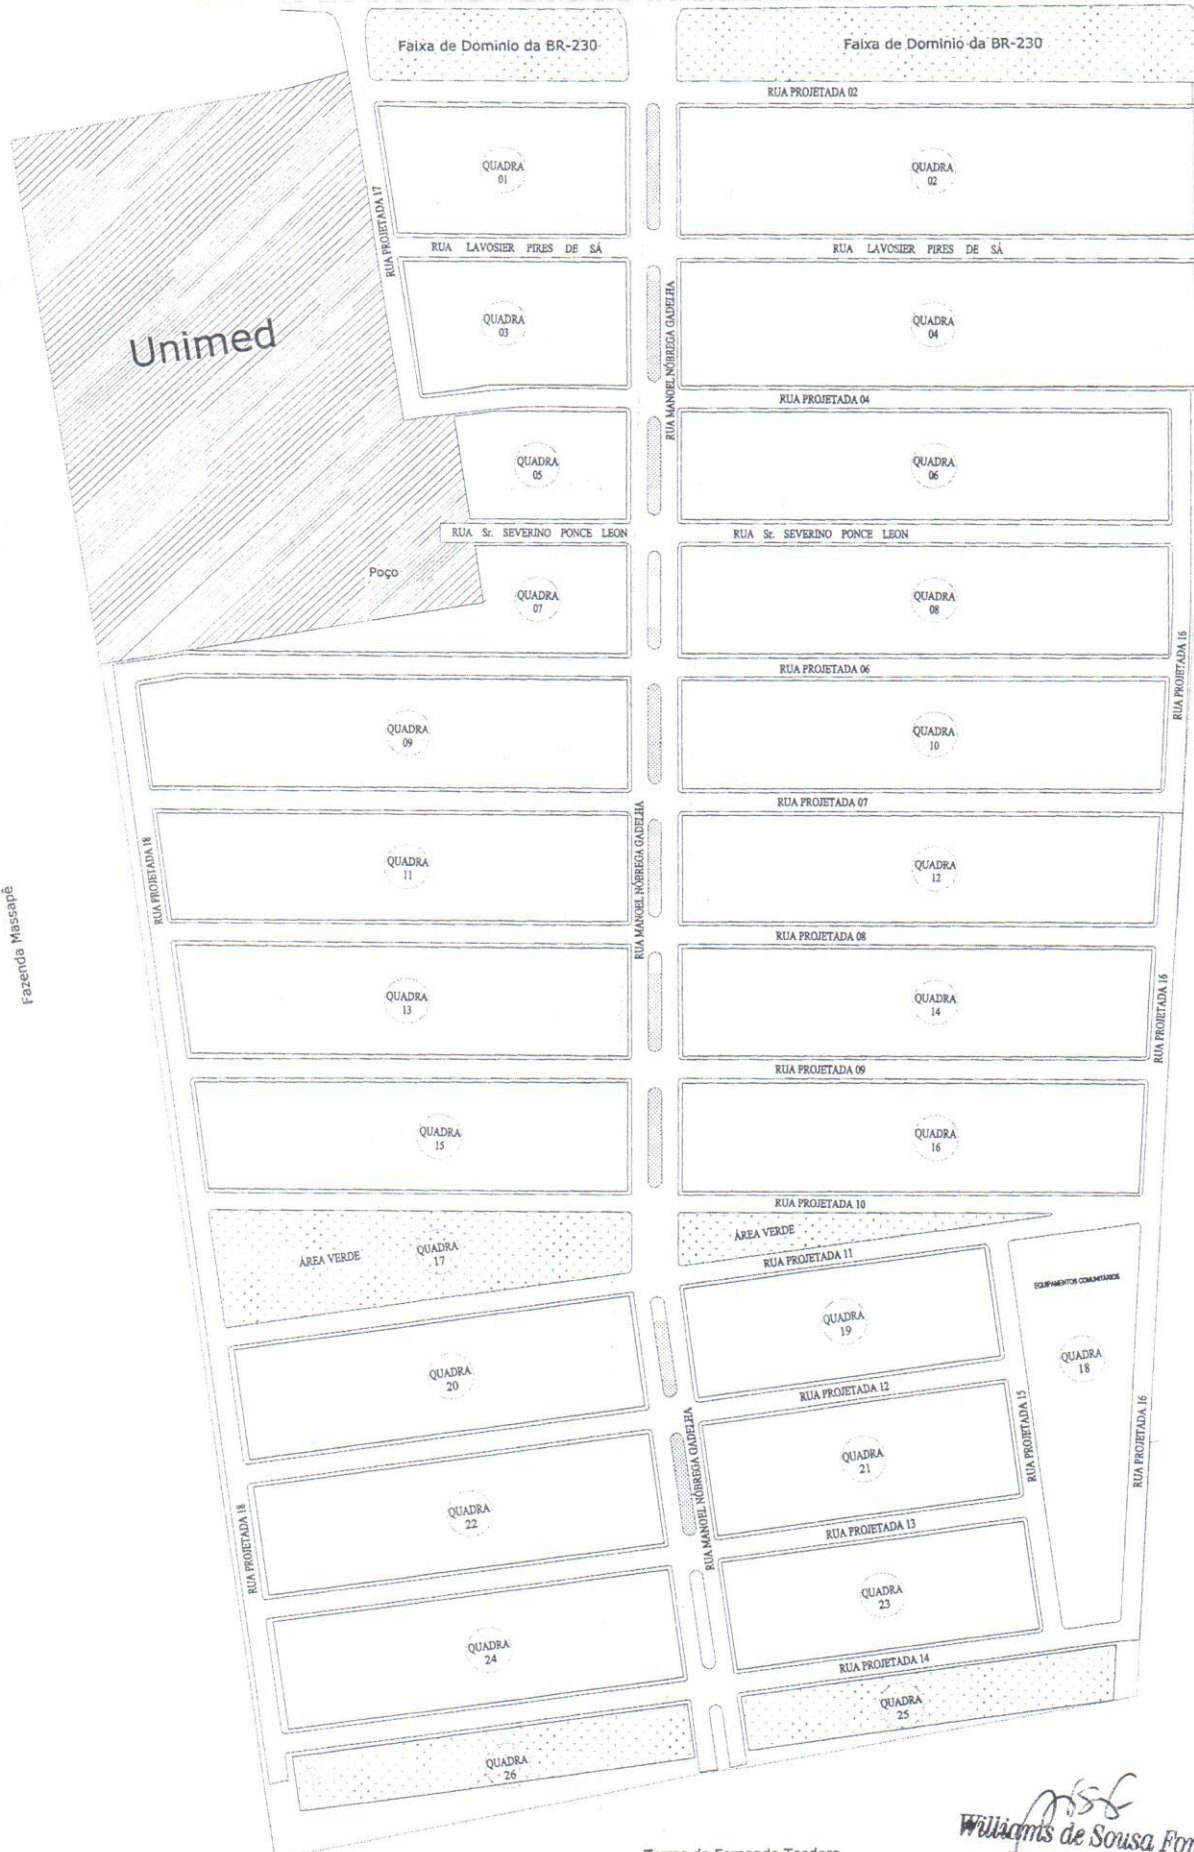 Faixa de Dominio da BR-230
Faixa de Dominio da BR-230
RUA PROJETADA 02
QUADRA
01
QUADRA
02
RUA PROJETADA 17
RUA LAVOSIER PIRES DE SÁ
RUA LAVOSIER PIRES DE SÁ
Unimed
QUADRA
03
RUA MANOEL NÓBREGA GADELHA
QUADRA
04
RUA PROJETADA 04
QUADRA
05
QUADRA
06
RUA Sr. SEVERINO PONCE LEON
RUA Sr. SEVERINO PONCE LEON
Poço
QUADRA
07
QUADRA
08
RUA PROJETADA 16
RUA PROJETADA 06
QUADRA
09
QUADRA
10
RUA PROJETADA 07
Fazenda Massapê
RUA PROJETADA 18
QUADRA
11
RUA MANOEL NÓBREGA GADELHA
QUADRA
12
RUA PROJETADA 08
QUADRA
13
QUADRA
14
RUA PROJETADA 16
RUA PROJETADA 09
QUADRA
15
QUADRA
16
RUA PROJETADA 10
ÁREA VERDE
QUADRA
17
ÁREA VERDE
RUA PROJETADA 11
EQUIPAMENTOS COMUNITÁRIOS
QUADRA
19
QUADRA
18
QUADRA
20
RUA PROJETADA 12
RUA PROJETADA 15
RUA PROJETADA 16
RUA MANOEL NÓBREGA GADELHA
QUADRA
21
RUA PROJETADA 18
QUADRA
22
RUA PROJETADA 13
QUADRA
23
QUADRA
24
RUA PROJETADA 14
QUADRA
25
QUADRA
26
Williams de Sousa